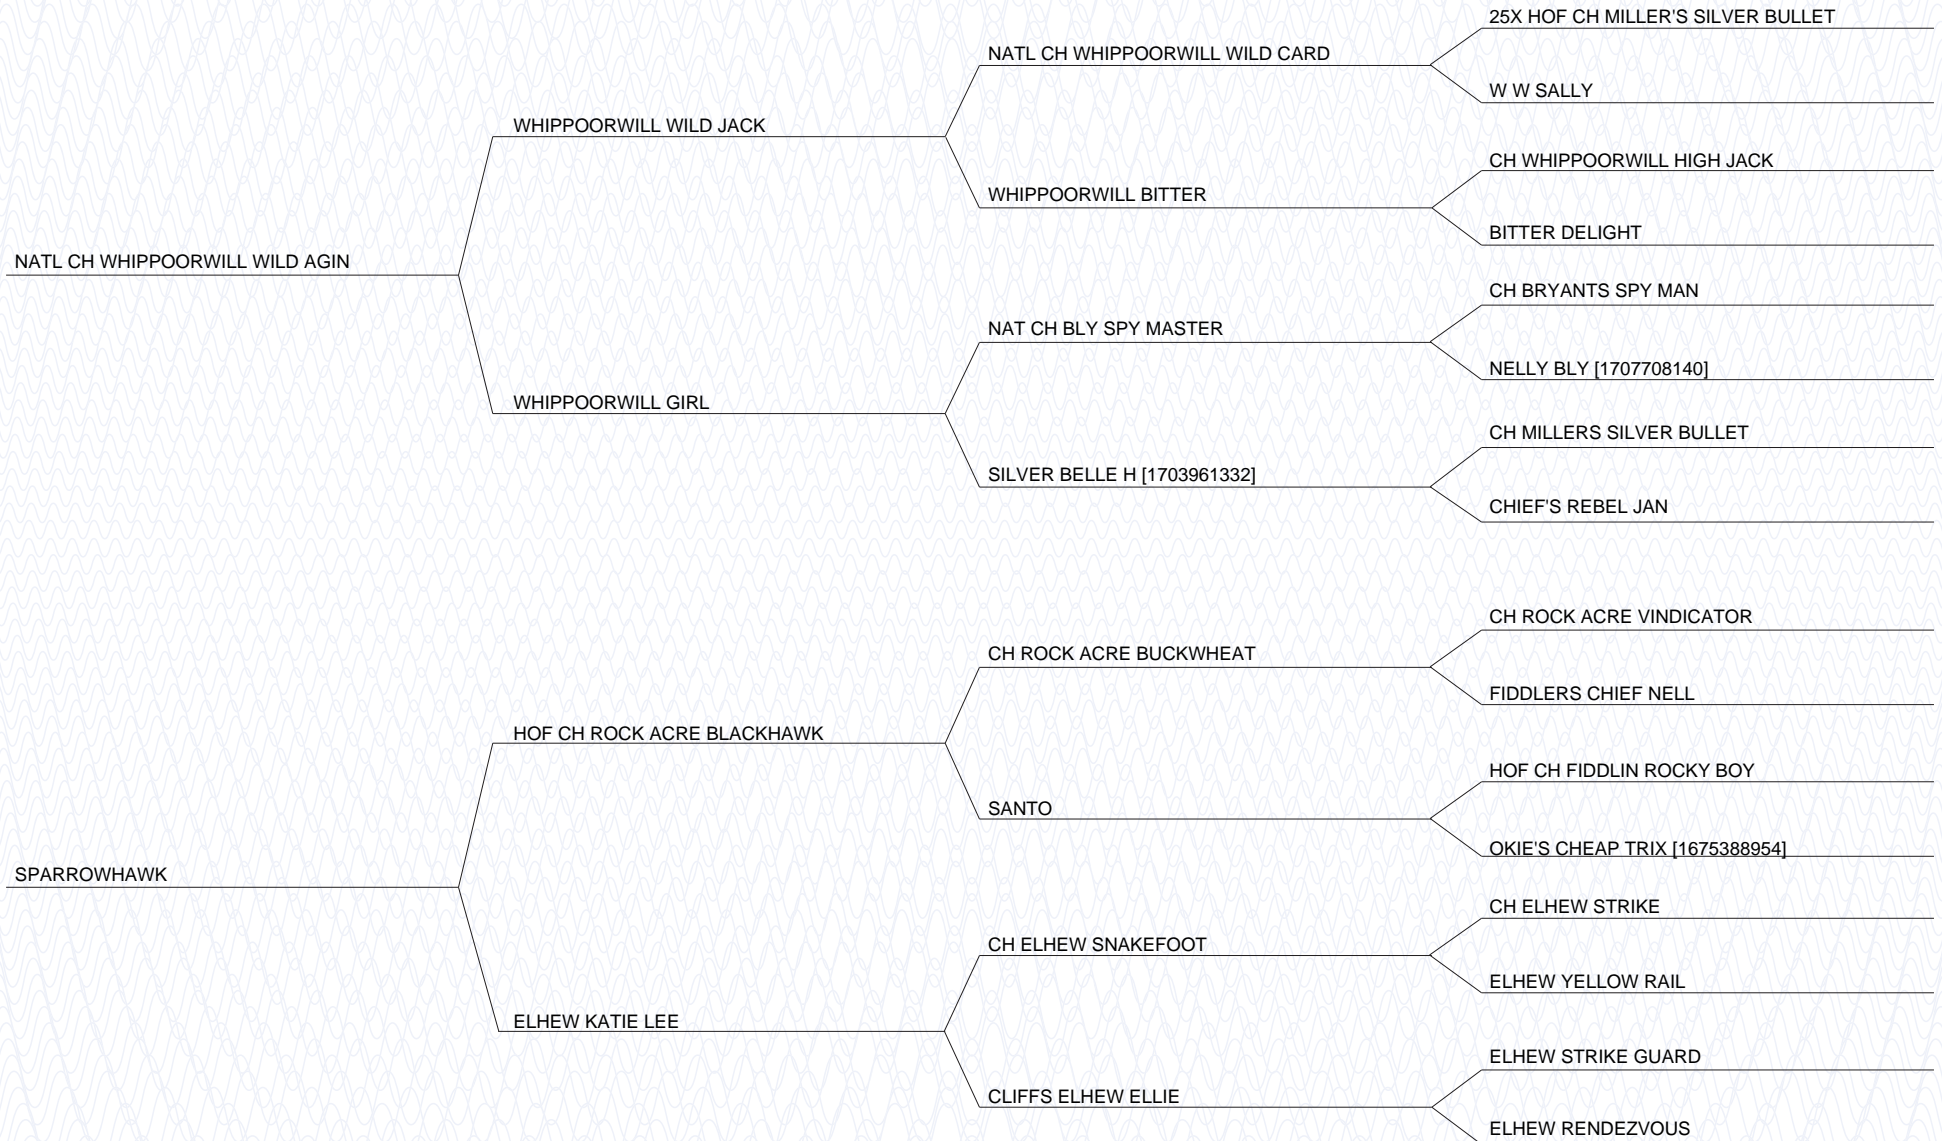 25X HOF CH MILLER'S SILVER BULLET
NATL CH WHIPPOORWILL WILD CARD
W W SALLY
WHIPPOORWILL WILD JACK
CH WHIPPOORWILL HIGH JACK
WHIPPOORWILL BITTER
BITTER DELIGHT
NATL CH WHIPPOORWILL WILD AGIN
CH BRYANTS SPY MAN
NAT CH BLY SPY MASTER
NELLY BLY [1707708140]
WHIPPOORWILL GIRL
CH MILLERS SILVER BULLET
SILVER BELLE H [1703961332]
CHIEF'S REBEL JAN
CH ROCK ACRE VINDICATOR
CH ROCK ACRE BUCKWHEAT
FIDDLERS CHIEF NELL
HOF CH ROCK ACRE BLACKHAWK
HOF CH FIDDLIN ROCKY BOY
SANTO
OKIE'S CHEAP TRIX [1675388954]
SPARROWHAWK
CH ELHEW STRIKE
CH ELHEW SNAKEFOOT
ELHEW YELLOW RAIL
ELHEW KATIE LEE
ELHEW STRIKE GUARD
CLIFFS ELHEW ELLIE
ELHEW RENDEZVOUS